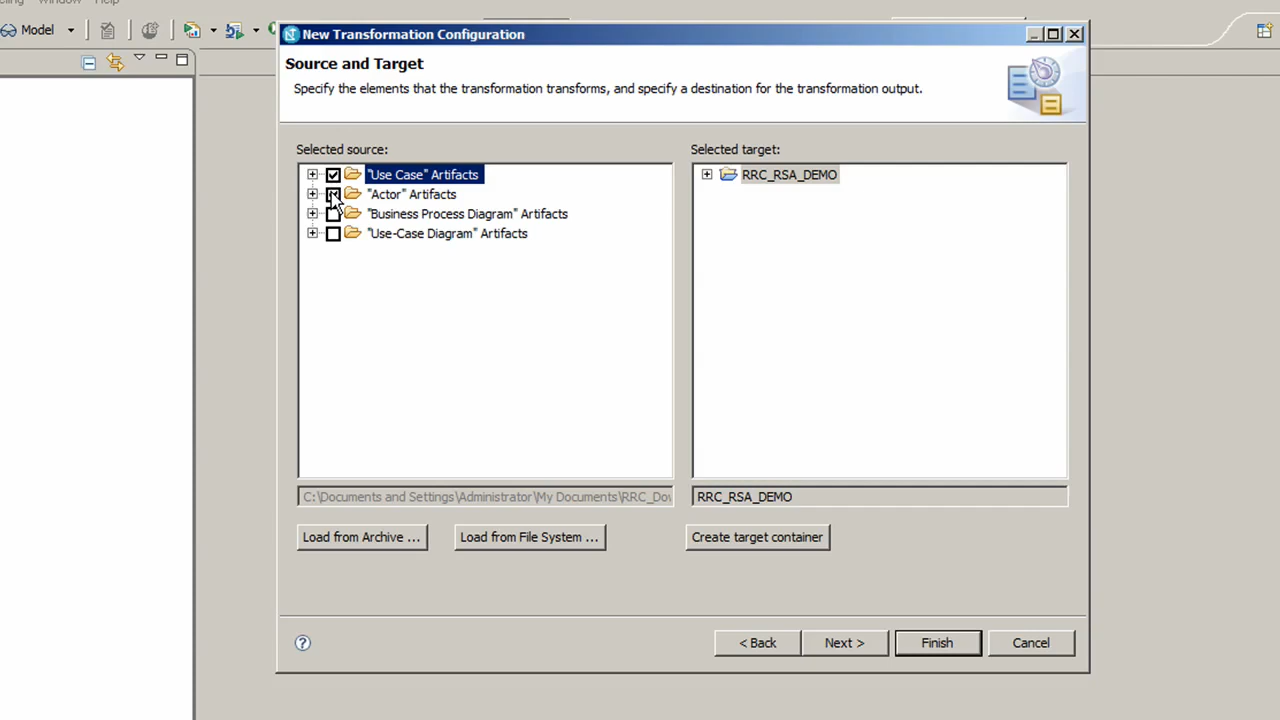 Window Help
Model
New Transformation Configuration
Source and Target
Specify the elements that the transformation transforms, and specify a destination for the transformation output.
Selected source:
Selected target:
"Use Case" Artifacts
"Actor" Artifacts
"Business Process Diagram" Artifacts
"Use-Case Diagram" Artifacts
RRC_RSA_DEMO
C:\Documents and Settings\Administrator\My Documents\RRC_Do
RRC_RSA_DEMO
Load from Archive ...
Load from File System ...
Create target container
?
< Back
Next >
Finish
Cancel